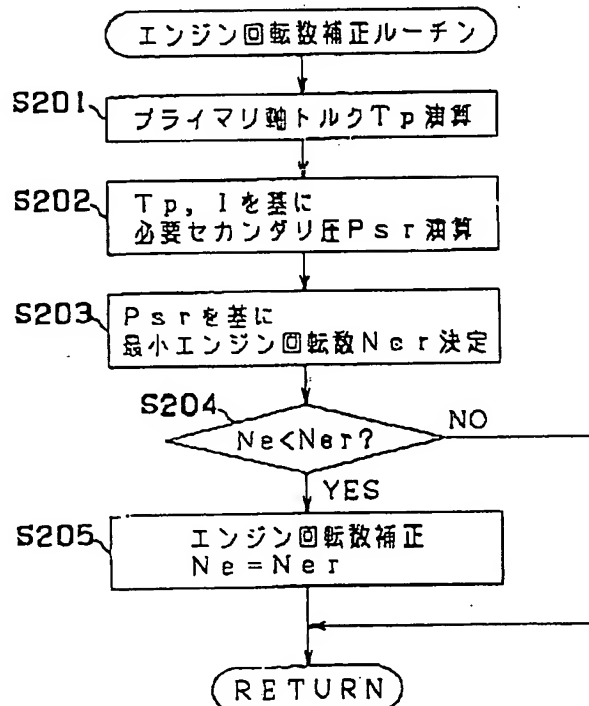 エンジン回転数補正ルーチン
S201
プライマリ軸トルクTp演算
S202
Tp, Iを基に
必要セカンダリ圧Psr演算
S203
Psrを基に
最小エンジン回転数Ner決定
S204
Ne<Ner?
NO
YES
S205
エンジン回転数補正
Ne=Ner
RETURN